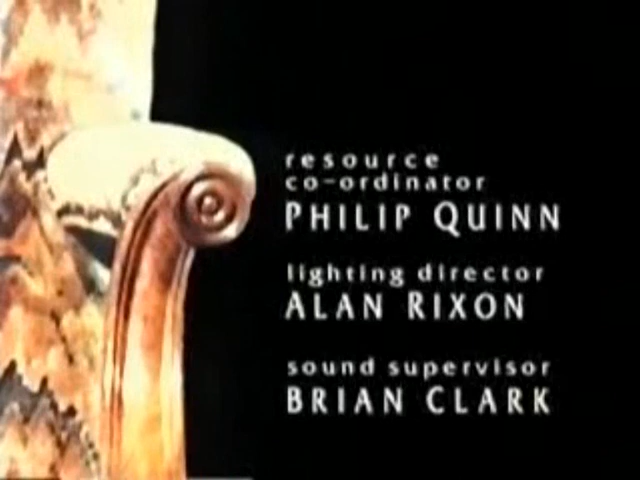 resource
co-ordinator
PHILIP QUINN
lighting director
ALAN RIXON
sound supervisor
BRIAN CLARK